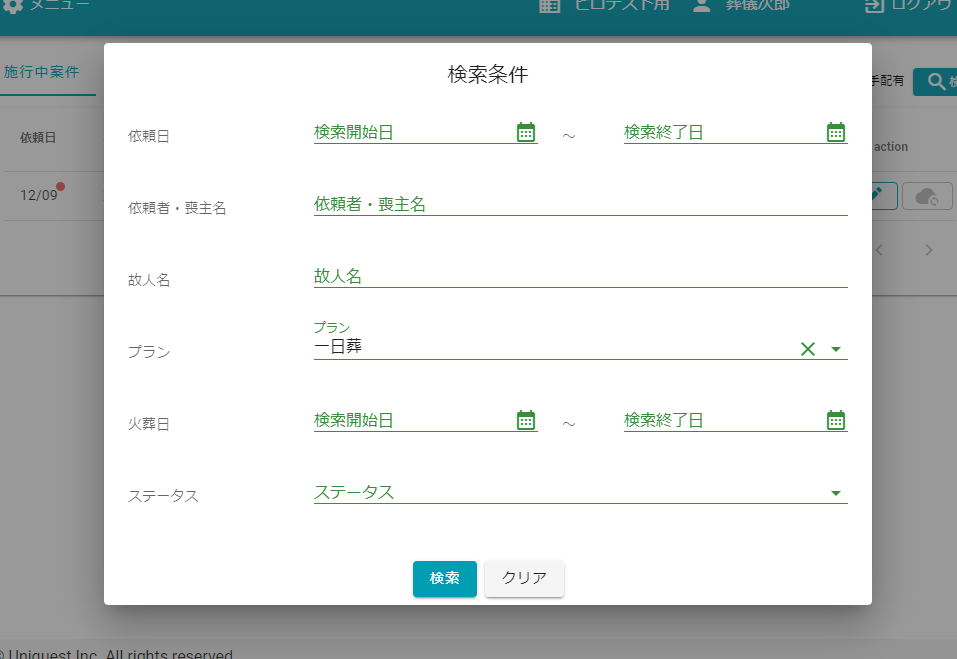 メニュー ピロテスト用 葬儀次郎 ログアウ
施行中案件 手配有 検
検索条件
依頼日 検索開始日 ～ 検索終了日
依頼日 action
12/09
依頼者・喪主名 依頼者・喪主名
故人名 故人名
プラン プラン
一日葬
火葬日 検索開始日 ～ 検索終了日
ステータス ステータス
検索 クリア
© Uniquest Inc. All rights reserved